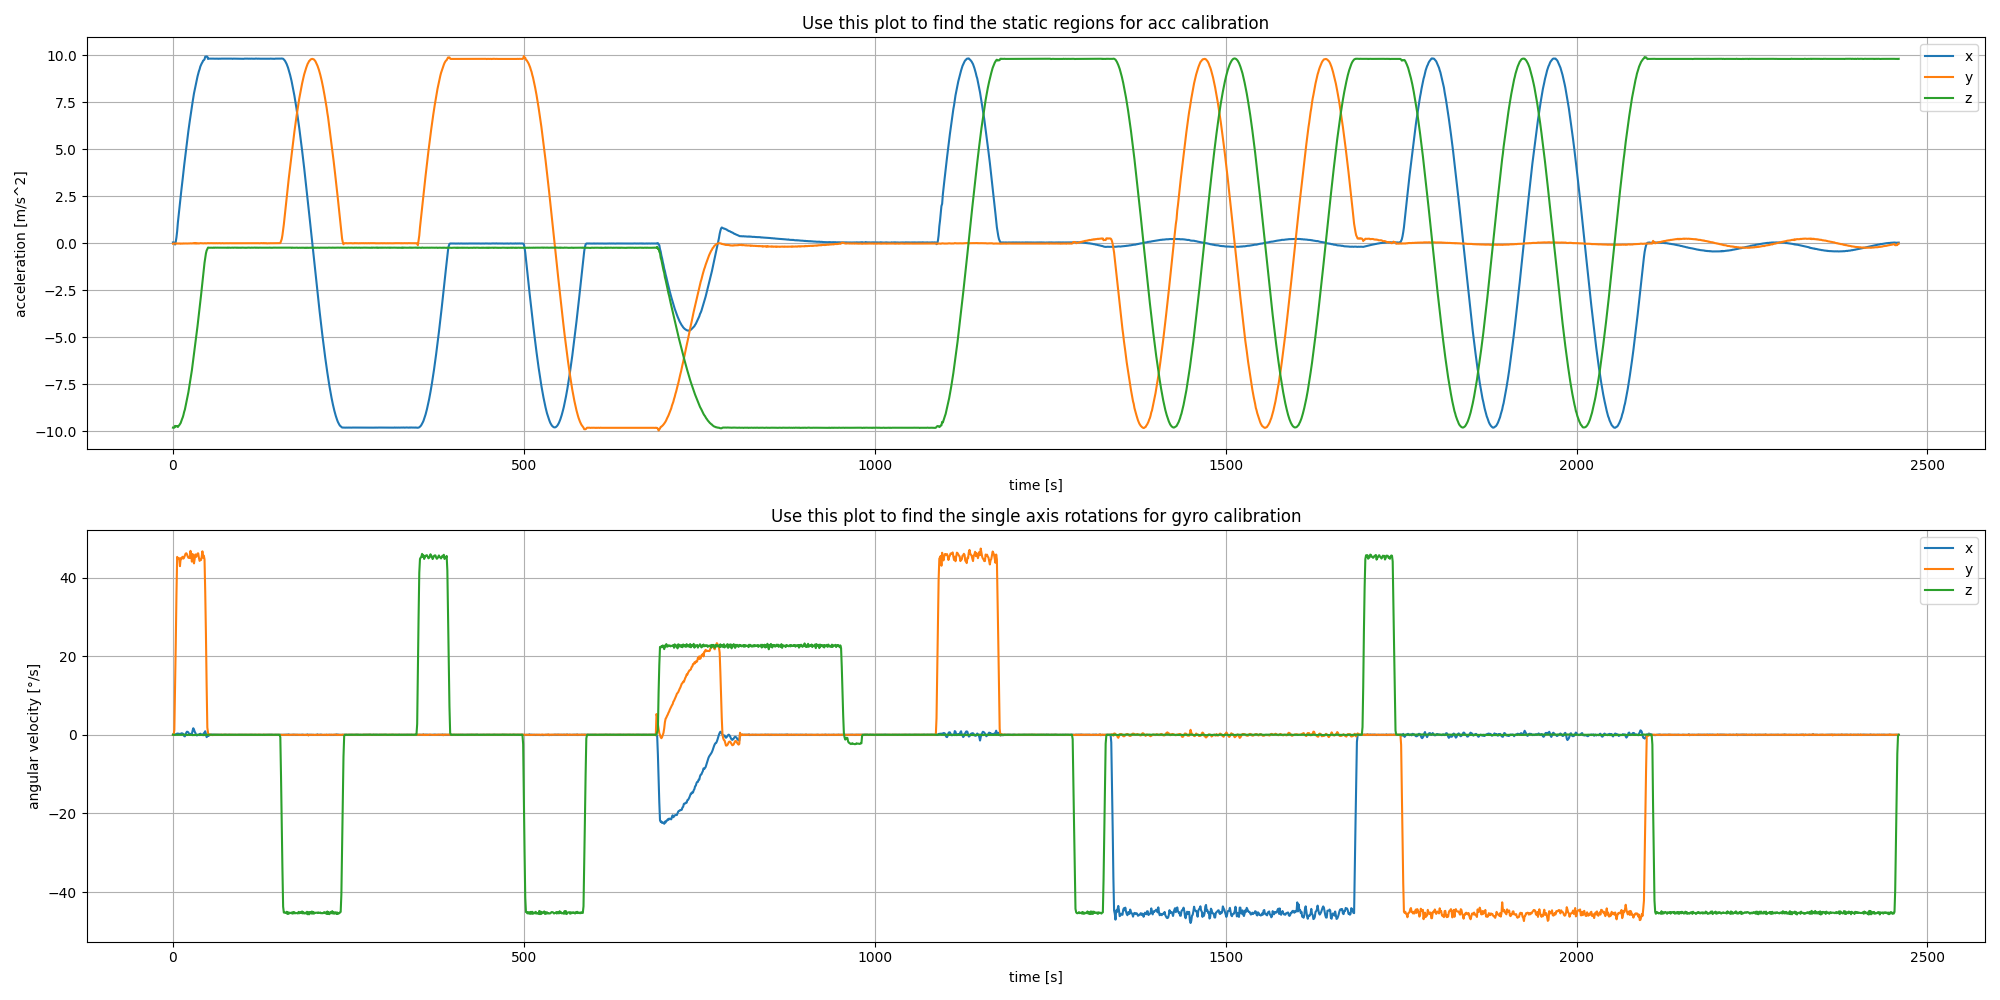 Use this plot to find the static regions for acc calibration
acceleration [m/s^2]
10.0
7.5
5.0
2.5
0.0
−2.5
−5.0
−7.5
−10.0
x
y
z
0 500 1000 1500 2000 2500
time [s]
Use this plot to find the single axis rotations for gyro calibration
angular velocity [°/s]
40
20
0
−20
−40
x
y
z
0 500 1000 1500 2000 2500
time [s]